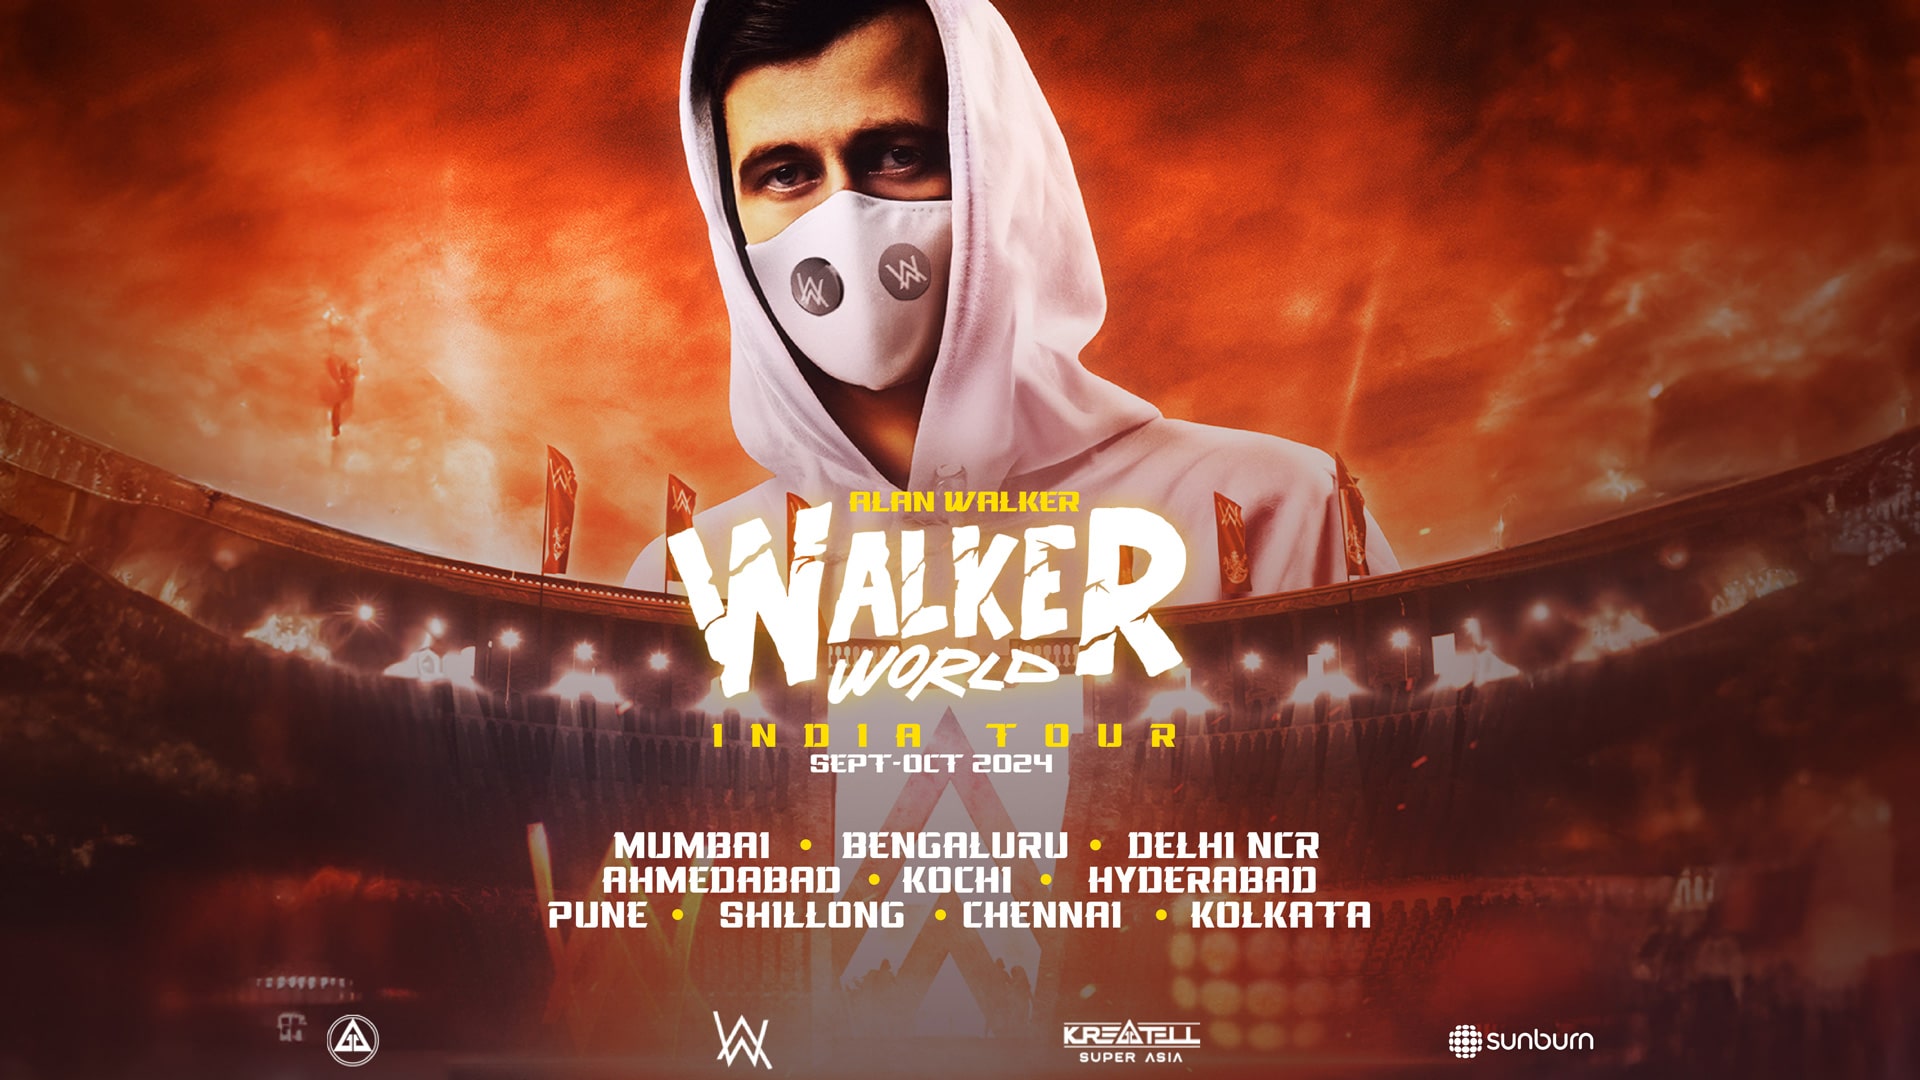 ALAN WALKER
WALKER
WORLD
INDIA TOUR
SEPT-OCT 2024
MUMBAI • BENGALURU • DELHI NCR
AHMEDABAD • KOCHI • HYDERABAD
PUNE • SHILLONG • CHENNAI • KOLKATA
KREATELL
SUPER ASIA
sunburn